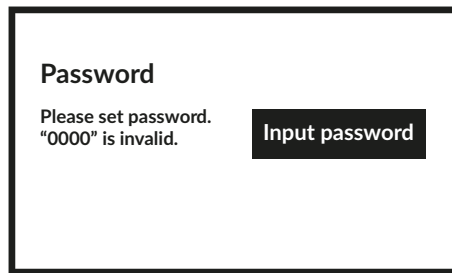 Password
Please set password.
“0000” is invalid.
Input password